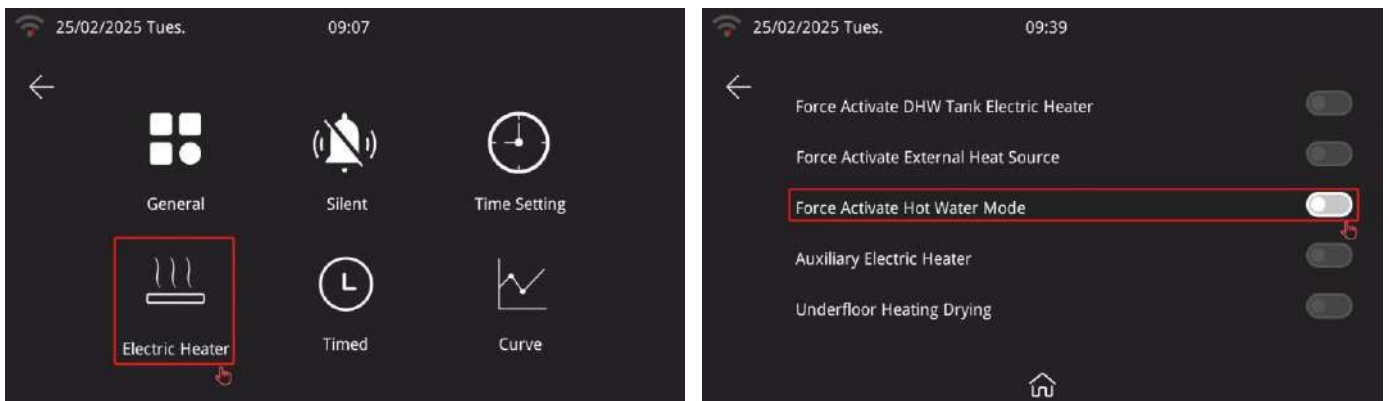 25/02/2025 Tues. 09:07
General Silent Time Setting
Electric Heater Timed Curve
25/02/2025 Tues. 09:39
Force Activate DHW Tank Electric Heater
Force Activate External Heat Source
Force Activate Hot Water Mode
Auxiliary Electric Heater
Underfloor Heating Drying